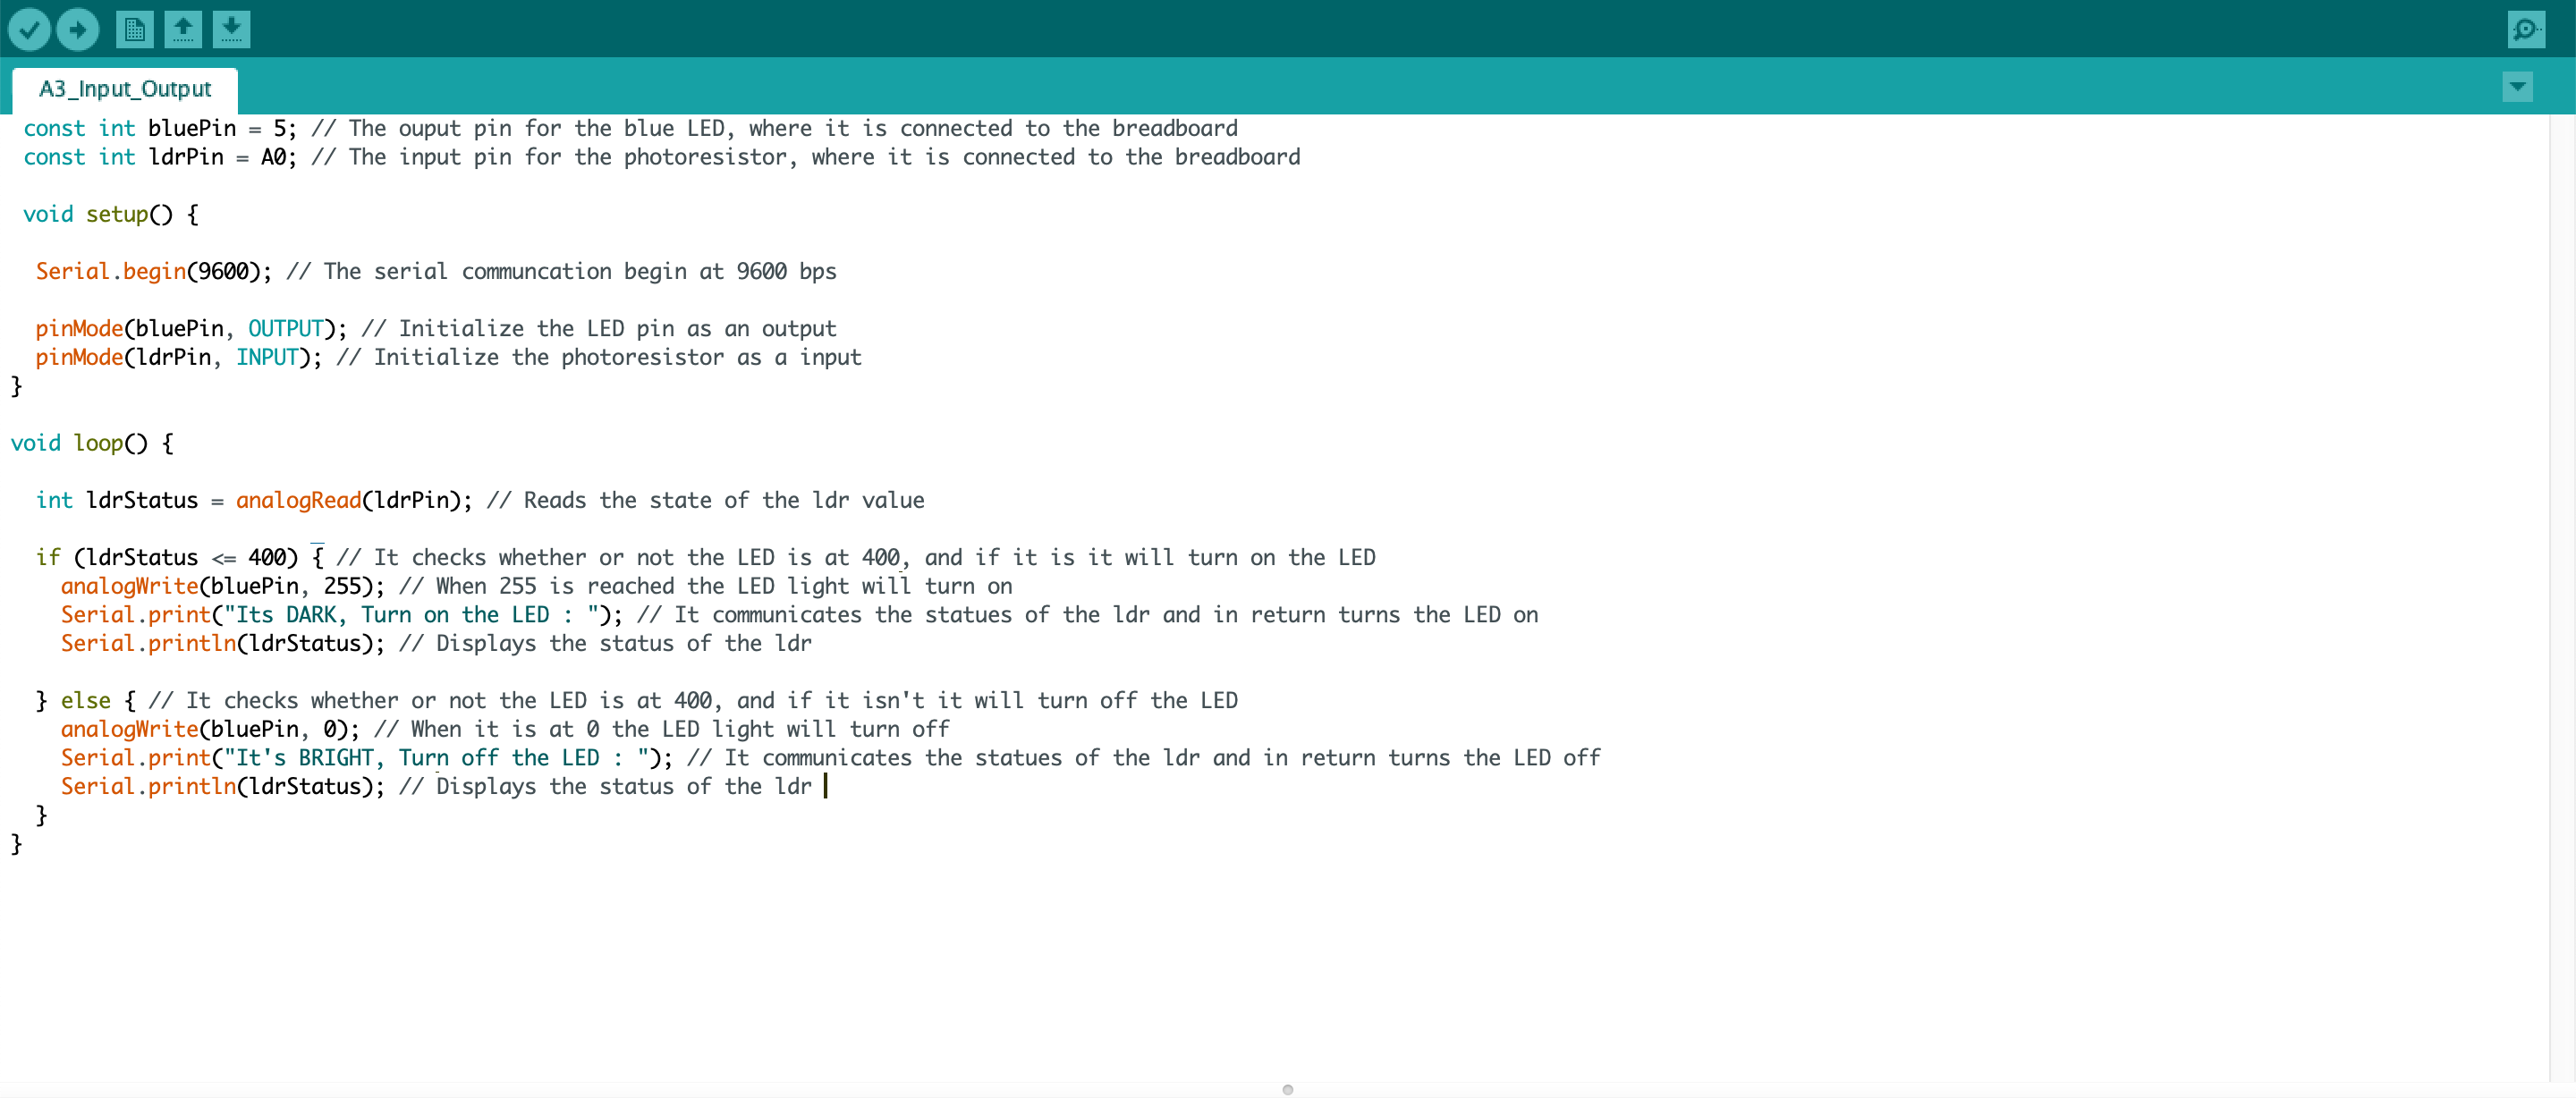 A3_Input_Output
const int bluePin = 5; // The ouput pin for the blue LED, where it is connected to the breadboard
const int ldrPin = A0; // The input pin for the photoresistor, where it is connected to the breadboard
void setup() {
Serial.begin(9600); // The serial communcation begin at 9600 bps
pinMode(bluePin, OUTPUT); // Initialize the LED pin as an output
pinMode(ldrPin, INPUT); // Initialize the photoresistor as a input
}
void loop() {
int ldrStatus = analogRead(ldrPin); // Reads the state of the ldr value
if (ldrStatus <= 400) { // It checks whether or not the LED is at 400, and if it is it will turn on the LED
analogWrite(bluePin, 255); // When 255 is reached the LED light will turn on
Serial.print("Its DARK, Turn on the LED : "); // It communicates the statues of the ldr and in return turns the LED on
Serial.println(ldrStatus); // Displays the status of the ldr
} else { // It checks whether or not the LED is at 400, and if it isn't it will turn off the LED
analogWrite(bluePin, 0); // When it is at 0 the LED light will turn off
Serial.print("It's BRIGHT, Turn off the LED : "); // It communicates the statues of the ldr and in return turns the LED off
Serial.println(ldrStatus); // Displays the status of the ldr
}
}